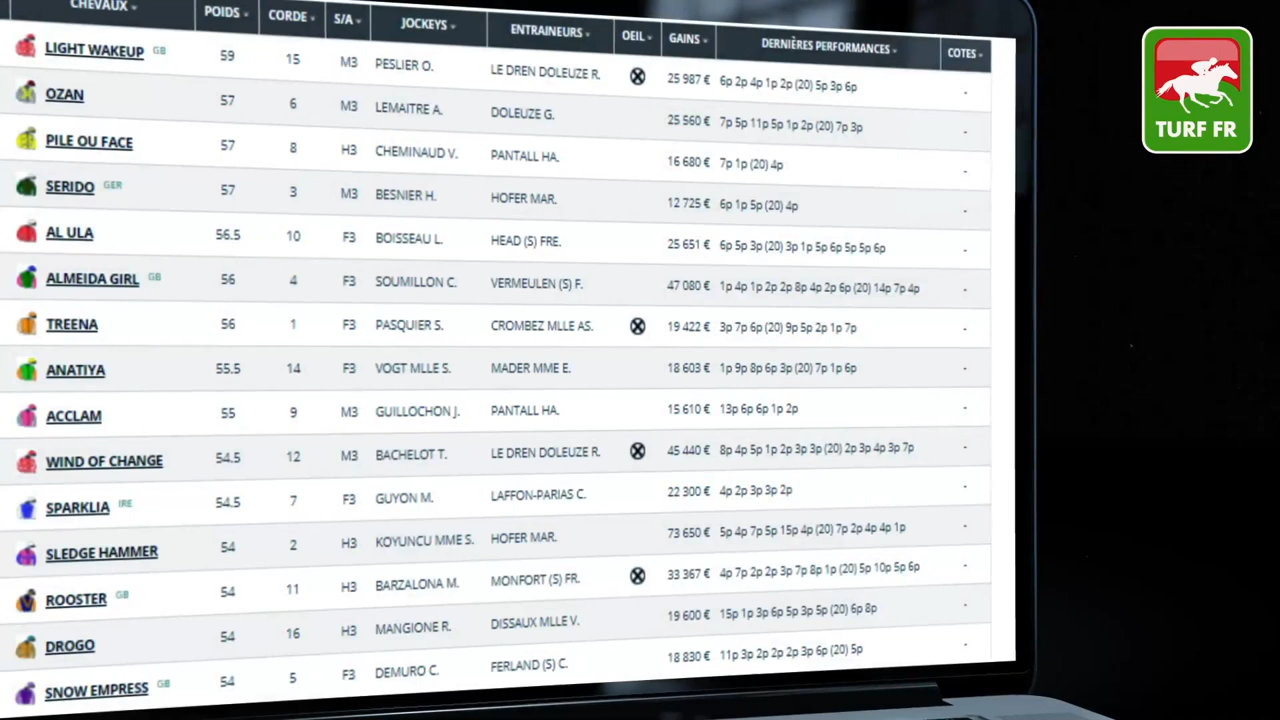 CHEVAUX POIDS CORDE S/A JOCKEYS ENTRAINEURS OEIL GAINS DERNIÈRES PERFORMANCES COTES
LIGHT WAKEUP GB 59 15 M3 PESLIER O. LE DREN DOLEUZE R. 25 987 € 6p 2p 4p 1p 2p (20) 5p 3p 6p -
OZAN 57 6 M3 LEMAITRE A. DOLEUZE G. 25 560 € 7p 5p 11p 5p 1p 2p (20) 7p 3p -
PILE OU FACE 57 8 H3 CHEMINAUD V. PANTALL HA. 16 680 € 7p 1p (20) 4p -
SERIDO GER 57 3 M3 BESNIER H. HOFER MAR. 12 725 € 6p 1p 5p (20) 4p -
AL ULA 56.5 10 F3 BOISSEAU L. HEAD (S) FRE. 25 651 € 6p 5p 3p (20) 3p 1p 5p 6p 5p 5p 6p -
ALMEIDA GIRL GB 56 4 F3 SOUMILLON C. VERMEULEN (S) F. 47 080 € 1p 4p 1p 2p 2p 8p 4p 2p 6p (20) 14p 7p 4p -
TREENA 56 1 F3 PASQUIER S. CROMBEZ MLLE AS. 19 422 € 3p 7p 6p (20) 9p 5p 2p 1p 7p -
ANATIYA 55.5 14 F3 VOGT MLLE S. MADER MME E. 18 603 € 1p 9p 8p 6p 3p (20) 7p 1p 6p -
ACCLAM 55 9 M3 GUILLOCHON J. PANTALL HA. 15 610 € 13p 6p 6p 1p 2p -
WIND OF CHANGE 54.5 12 M3 BACHELOT T. LE DREN DOLEUZE R. 45 440 € 8p 4p 5p 1p 2p 3p 3p (20) 2p 3p 4p 3p 7p -
SPARKLIA IRE 54.5 7 F3 GUYON M. LAFFON-PARIAS C. 22 300 € 4p 2p 3p 3p 2p -
SLEDGE HAMMER 54 2 H3 KOYUNCU MME S. HOFER MAR. 73 650 € 5p 4p 7p 5p 15p 4p (20) 7p 2p 4p 4p 1p -
ROOSTER GB 54 11 H3 BARZALONA M. MONFORT (S) FR. 33 367 € 4p 7p 2p 2p 3p 7p 8p 1p (20) 5p 10p 5p 6p -
DROGO 54 16 H3 MANGIONE R. DISSAUX MLLE V. 19 600 € 15p 1p 3p 6p 5p 3p 5p (20) 6p 8p -
SNOW EMPRESS GB 54 5 F3 DEMURO C. FERLAND (S) C. 18 830 € 11p 3p 2p 2p 2p 3p 6p (20) 5p -
TURF FR